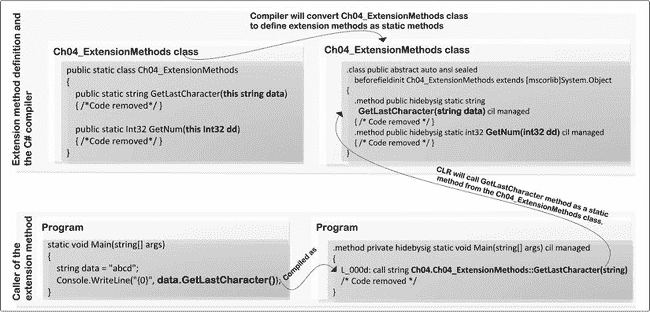 Extension method definition and
the C# compiler
Compiler will convert Ch04_ExtensionMethods class
to define extension methods as static methods
Ch04_ExtensionMethods class
public static class Ch04_ExtensionMethods
{
public static string GetLastCharacter(this string data)
{ /*Code removed*/ }
public static Int32 GetNum(this Int32 dd)
{ /*Code removed*/ }
}
Ch04_ExtensionMethods class
.class public abstract auto ansi sealed
beforefieldinit Ch04_ExtensionMethods extends [mscorlib]System.Object
{
.method public hidebysig static string
GetLastCharacter(string data) cil managed
{ /* Code removed */ }
.method public hidebysig static int32 GetNum(int32 dd) cil managed
{ /* Code removed */ }
}
CLR will call GetLastCharacter method as a static
method from the Ch04_ExtensionMethods class.
Caller of the
extension method
Program
static void Main(string[] args)
{
string data = "abcd";
Console.WriteLine("{0}", data.GetLastCharacter());
}
Compiled as
Program
.method private hidebysig static void Main(string[] args) cil managed
{
L_000d: call string Ch04.Ch04_ExtensionMethods::GetLastCharacter(string)
/* Code removed */
}